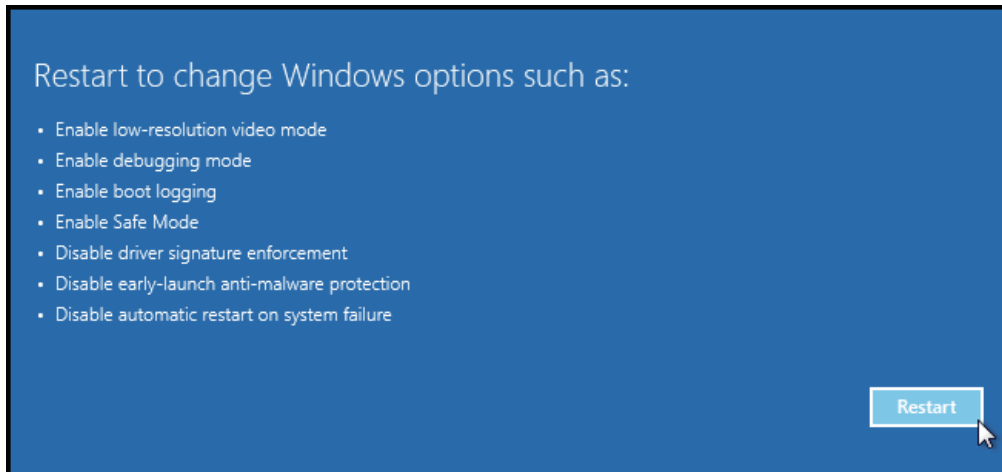 Restart to change Windows options such as:
• Enable low-resolution video mode
• Enable debugging mode
• Enable boot logging
• Enable Safe Mode
• Disable driver signature enforcement
• Disable early-launch anti-malware protection
• Disable automatic restart on system failure
Restart